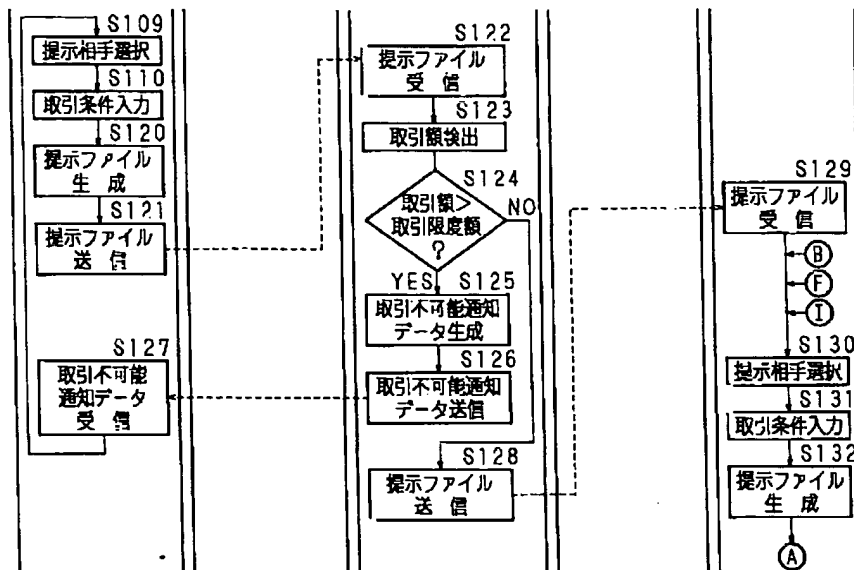 S109
提示相手選択
S110
取引条件入力
S120
提示ファイル
生 成
S121
提示ファイル
送 信
S127
取引不可能
通知データ
受 信
S122
提示ファイル
受 信
S123
取引額検出
S124
取引額>
取引限度額
?
NO
YES
S125
取引不可能通知
データ生成
S126
取引不可能通知
データ送信
S128
提示ファイル
送 信
S129
提示ファイル
受 信
B
F
I
S130
提示相手選択
S131
取引条件入力
S132
提示ファイル
生 成
A